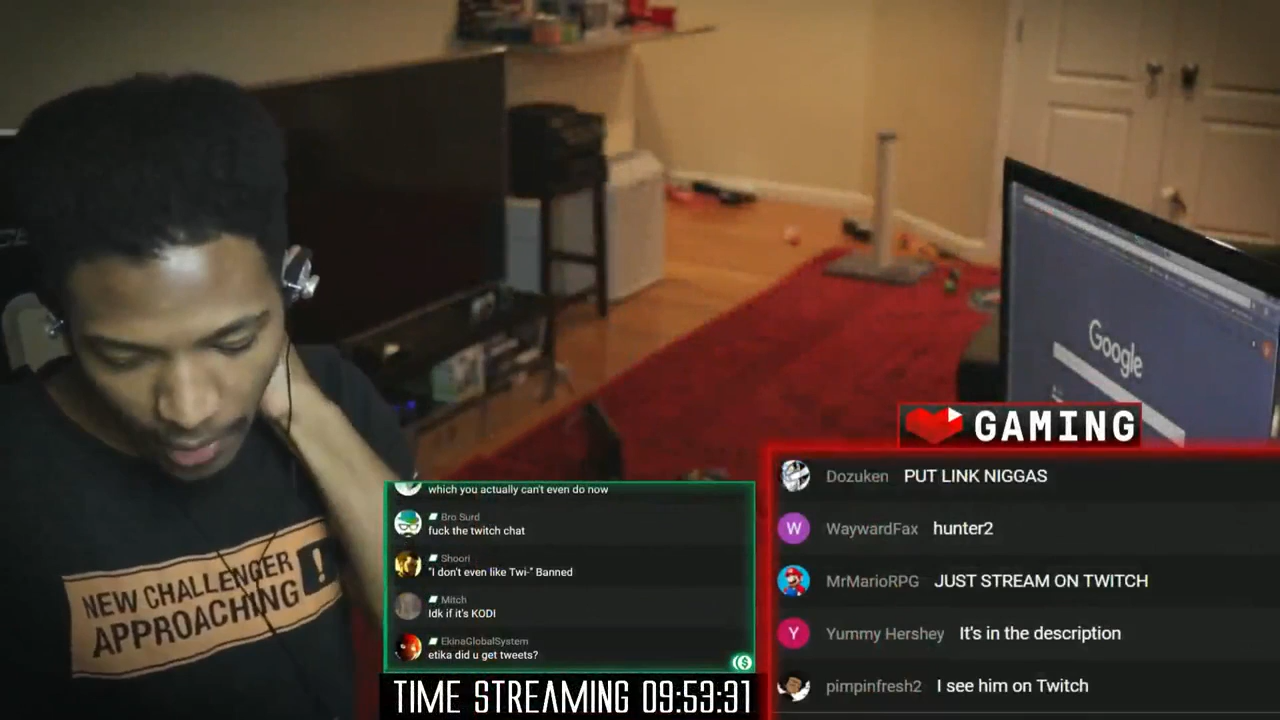 Google
GAMING
NEW CHALLENGER
APPROACHING !
which you actually can't even do now
Bro Surd
fuck the twitch chat
Shoori
"I don't even like Twi-" Banned
Mitch
Idk if it's KODI
EkinaGlobalSystem
etika did u get tweets?
TIME STREAMING 09:53:31
Dozuken PUT LINK NIGGAS
W WaywardFax hunter2
MrMarioRPG JUST STREAM ON TWITCH
Y Yummy Hershey It's in the description
pimpinfresh2 I see him on Twitch